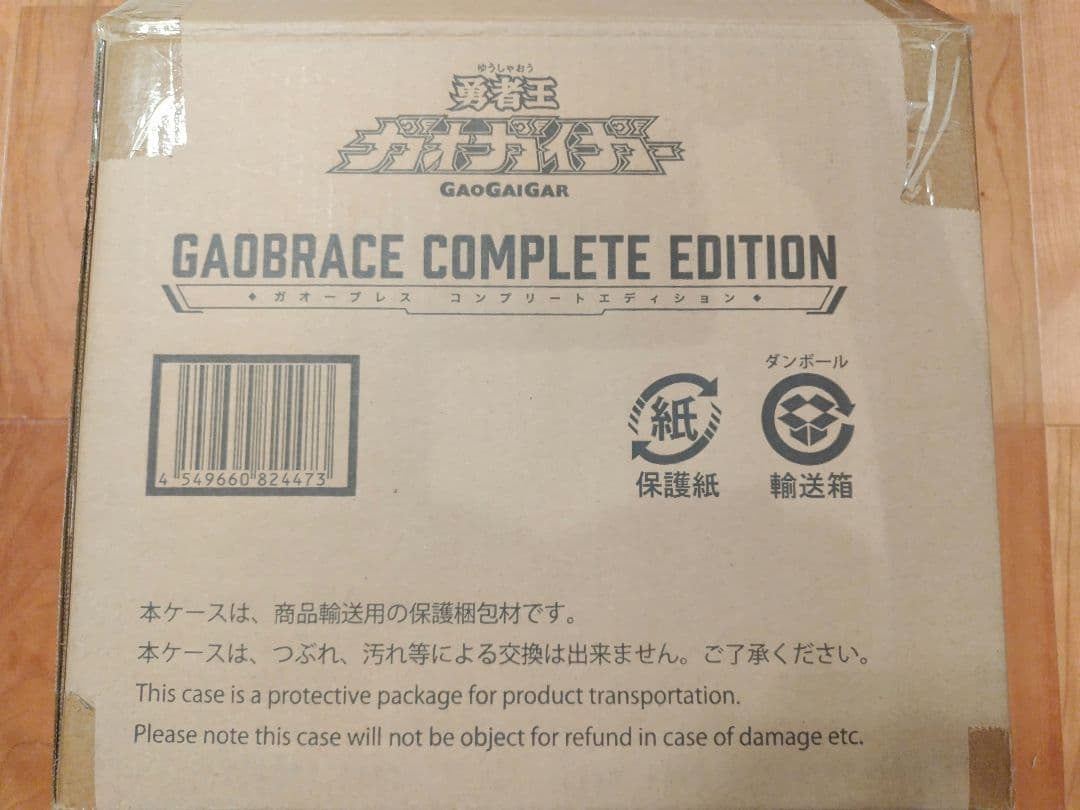 ゆうしゃおう
勇者王
ガオガイガー
GAOGAIGAR
GAOBRACE COMPLETE EDITION
◆ ガオーブレス コンプリートエディション ◆
4 549660 824473
紙
保護紙
ダンボール
輸送箱
本ケースは、商品輸送用の保護梱包材です。
本ケースは、つぶれ、汚れ等による交換は出来ません。ご了承ください。
This case is a protective package for product transportation.
Please note this case will not be object for refund in case of damage etc.